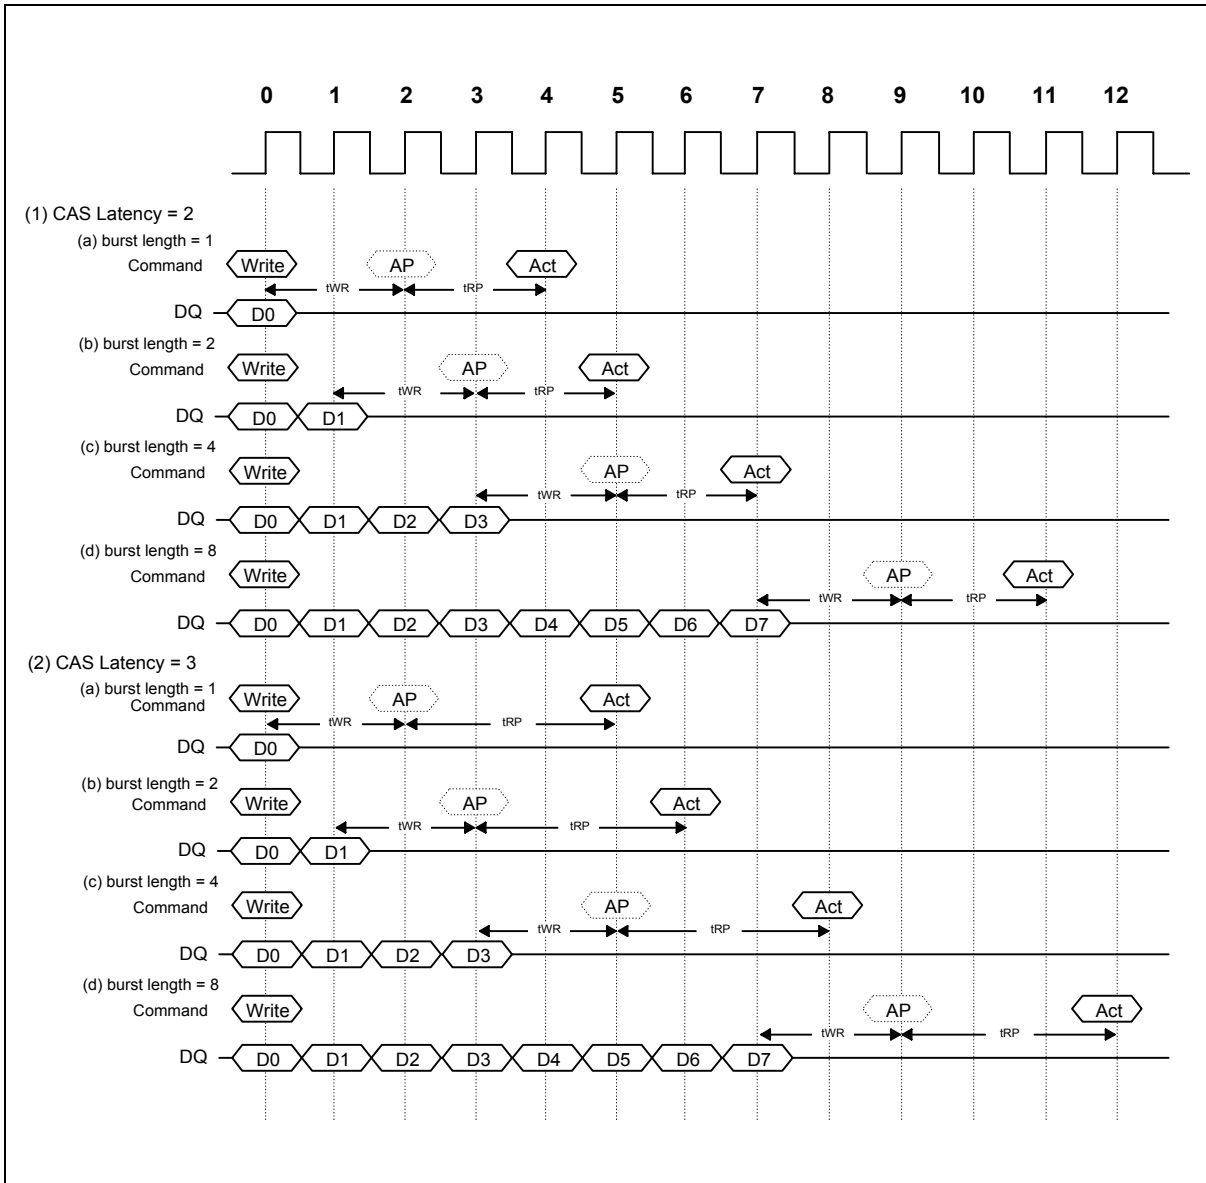 0 1 2 3 4 5 6 7 8 9 10 11 12
(1) CAS Latency = 2
(a) burst length = 1
Command Write AP Act
tWR tRP
DQ D0
(b) burst length = 2
Command Write AP Act
tWR tRP
DQ D0 D1
(c) burst length = 4
Command Write AP Act
tWR tRP
DQ D0 D1 D2 D3
(d) burst length = 8
Command Write AP Act
tWR tRP
DQ D0 D1 D2 D3 D4 D5 D6 D7
(2) CAS Latency = 3
(a) burst length = 1
Command Write AP Act
tWR tRP
DQ D0
(b) burst length = 2
Command Write AP Act
tWR tRP
DQ D0 D1
(c) burst length = 4
Command Write AP Act
tWR tRP
DQ D0 D1 D2 D3
(d) burst length = 8
Command Write AP Act
tWR tRP
DQ D0 D1 D2 D3 D4 D5 D6 D7